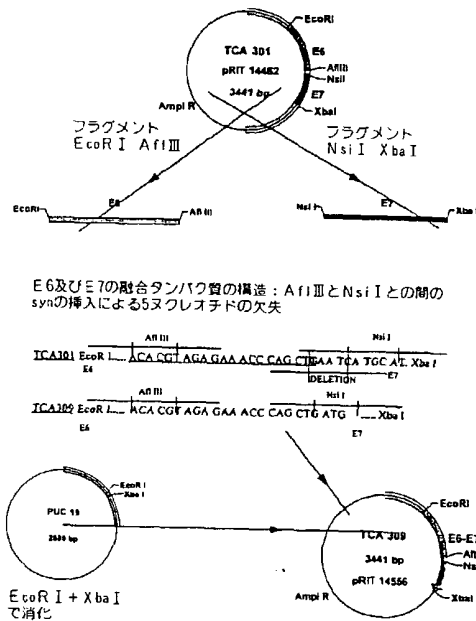 EcoRI
TCA 301
E6
pRIT 14462
AflIII
NsiI
3441 bp
E7
XbaI
Ampl R
フラグメント
EcoRI AflIII
フラグメント
NsiI XbaI
EcoRI
AflIII
NsiI
E7
XbaI
E6及びE7の融合タンパク質の構造:AflIIIとNsiIとの間の
synの挿入による5ヌクレオチドの欠失
AflIII
NsiI
TCA301 EcoRI.... ACA CGT AGA GAA ACC CAG CTG AAT CA TGC AT. XbaI
E6
DELETION
E7
AflIII
NsiI
TCA309 EcoRI.... ACA CGT AGA GAA ACC CAG CTG ATG XbaI
E6
E7
EcoRI
XbaI
PUC 19
EcoRI+XbaI
で消化
EcoRI
TCA 309
E6-E7
3441 bp
pRIT 14556
Ampl R
XbaI